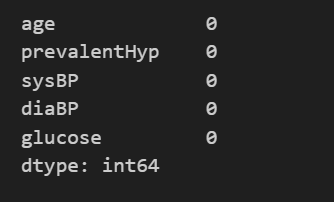 age 0
prevalentHyp 0
sysBP 0
diaBP 0
glucose 0
dtype: int64